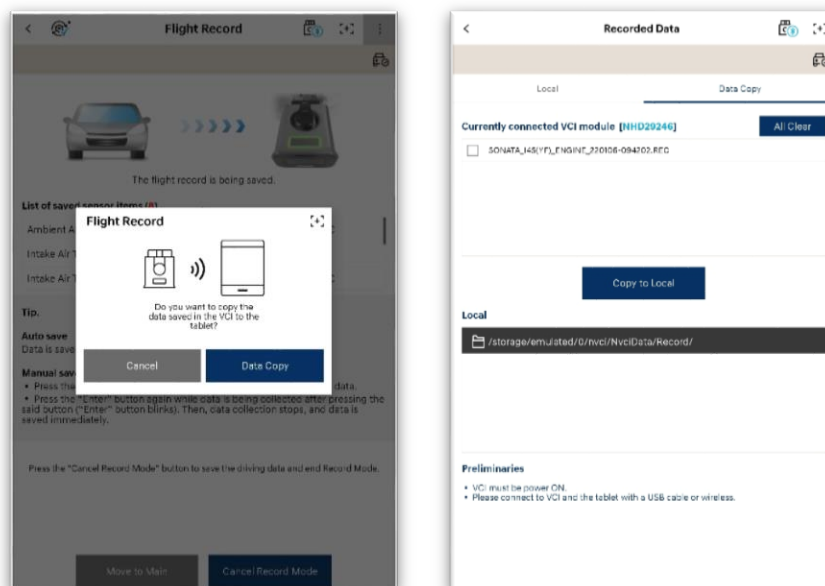 Flight Record
The flight record is being saved.
List of saved sensor items (8)
Ambient A
Intake Air T
Intake Air T
Flight Record
Do you want to copy the
data saved in the VCI to the
tablet?
Cancel
Data Copy
Tip.
Auto save
Data is save
Manual sav
• Press the
data.
• Press the "Enter" button again while data is being collected after pressing the
said button ("Enter" button blinks). Then, data collection stops, and data is
saved immediately.
Press the "Cancel Record Mode" button to save the driving data and end Record Mode.
Move to Main
Cancel Record Mode
Recorded Data
Local
Data Copy
Currently connected VCI module [NHD29246]
All Clear
SONATA_I45(YF)_ENGINE_220106-094202.REC
Copy to Local
Local
/storage/emulated/0/nvci/NvciData/Record/
Preliminaries
• VCI must be power ON.
• Please connect to VCI and the tablet with a USB cable or wireless.